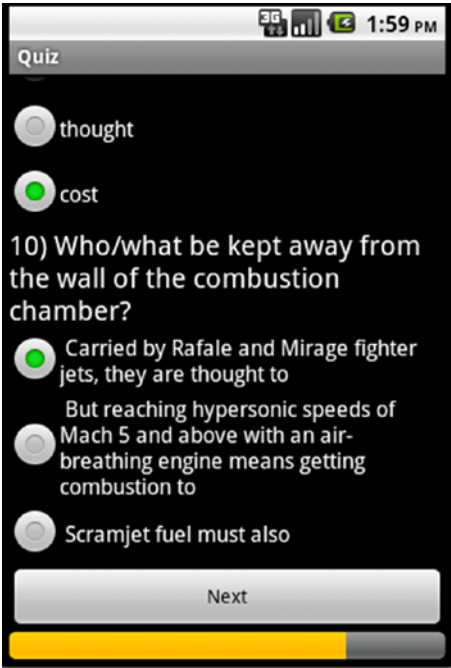 3G 1:59 PM
Quiz
thought
cost
10) Who/what be kept away from
the wall of the combustion
chamber?
Carried by Rafale and Mirage fighter
jets, they are thought to
But reaching hypersonic speeds of
Mach 5 and above with an air-
breathing engine means getting
combustion to
Scramjet fuel must also
Next